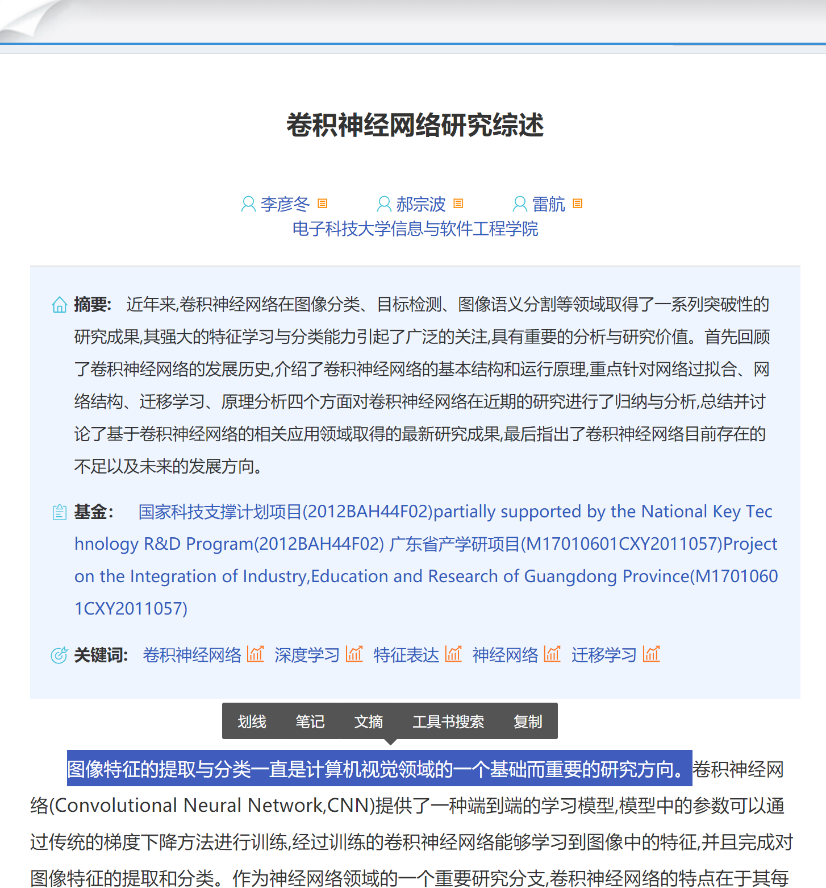 卷积神经网络研究综述
李彦冬 郝宗波 雷航
电子科技大学信息与软件工程学院
摘要: 近年来,卷积神经网络在图像分类、目标检测、图像语义分割等领域取得了一系列突破性的
研究成果,其强大的特征学习与分类能力引起了广泛的关注,具有重要的分析与研究价值。首先回顾
了卷积神经网络的发展历史,介绍了卷积神经网络的基本结构和运行原理,重点针对网络过拟合、网
络结构、迁移学习、原理分析四个方面对卷积神经网络在近期的研究进行了归纳与分析,总结并讨
论了基于卷积神经网络的相关应用领域取得的最新研究成果,最后指出了卷积神经网络目前存在的
不足以及未来的发展方向。
基金: 国家科技支撑计划项目(2012BAH44F02)partially supported by the National Key Tec
hnology R&D Program(2012BAH44F02) 广东省产学研项目(M17010601CXY2011057)Project
on the Integration of Industry,Education and Research of Guangdong Province(M1701060
1CXY2011057)
关键词: 卷积神经网络 深度学习 特征表达 神经网络 迁移学习
划线 笔记 文摘 工具书搜索 复制
图像特征的提取与分类一直是计算机视觉领域的一个基础而重要的研究方向。卷积神经网
络(Convolutional Neural Network,CNN)提供了一种端到端的学习模型,模型中的参数可以通
过传统的梯度下降方法进行训练,经过训练的卷积神经网络能够学习到图像中的特征,并且完成对
图像特征的提取和分类。作为神经网络领域的一个重要研究分支,卷积神经网络的特点在于其每